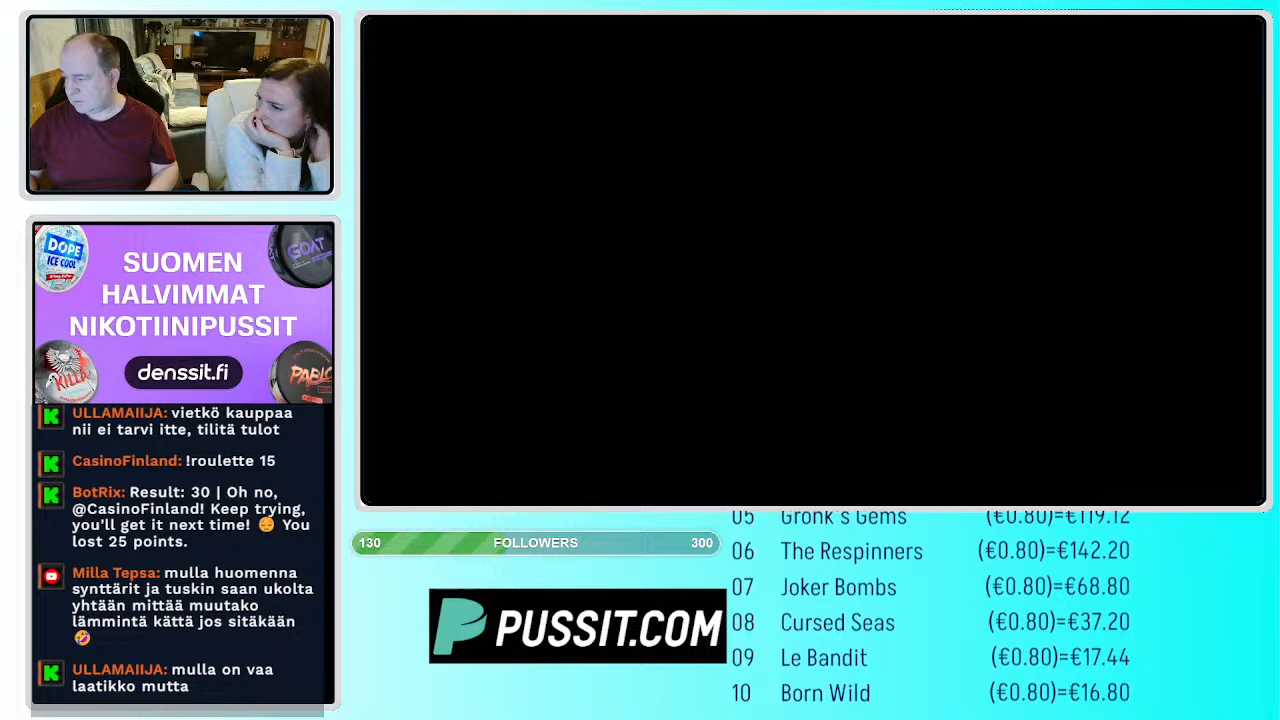 DOPE
ICE COOL
GOAT
SUOMEN
HALVIMMAT
NIKOTIINIPUSSIT
KILLA
denssit.fi
PABLO
ULLAMAIIJA: vietkö kauppaa
nii ei tarvi itte, tilitä tulot
CasinoFinland: !roulette 15
BotRix: Result: 30 | Oh no,
@CasinoFinland! Keep trying,
you'll get it next time! 😔 You
lost 25 points.
Milla Tepsa: mulla huomenna
synttärit ja tuskin saan ukolta
yhtään mittää muutako
lämmintä kättä jos sitäkään
🤣
ULLAMAIIJA: mulla on vaa
laatikko mutta
130 FOLLOWERS 300
PUSSIT.COM
05 Gronk's Gems (€0.80)=€119.12
06 The Respinners (€0.80)=€142.20
07 Joker Bombs (€0.80)=€68.80
08 Cursed Seas (€0.80)=€37.20
09 Le Bandit (€0.80)=€17.44
10 Born Wild (€0.80)=€16.80